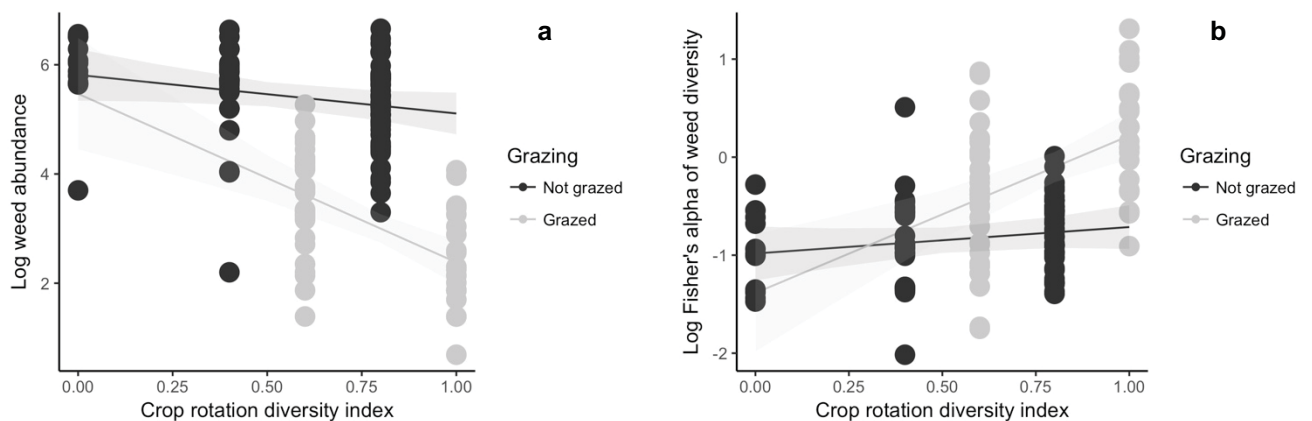 a
Log weed abundance
6
4
2
0.00 0.25 0.50 0.75 1.00
Crop rotation diversity index
Grazing
Not grazed
Grazed
b
Log Fisher's alpha of weed diversity
1
0
-1
-2
0.00 0.25 0.50 0.75 1.00
Crop rotation diversity index
Grazing
Not grazed
Grazed